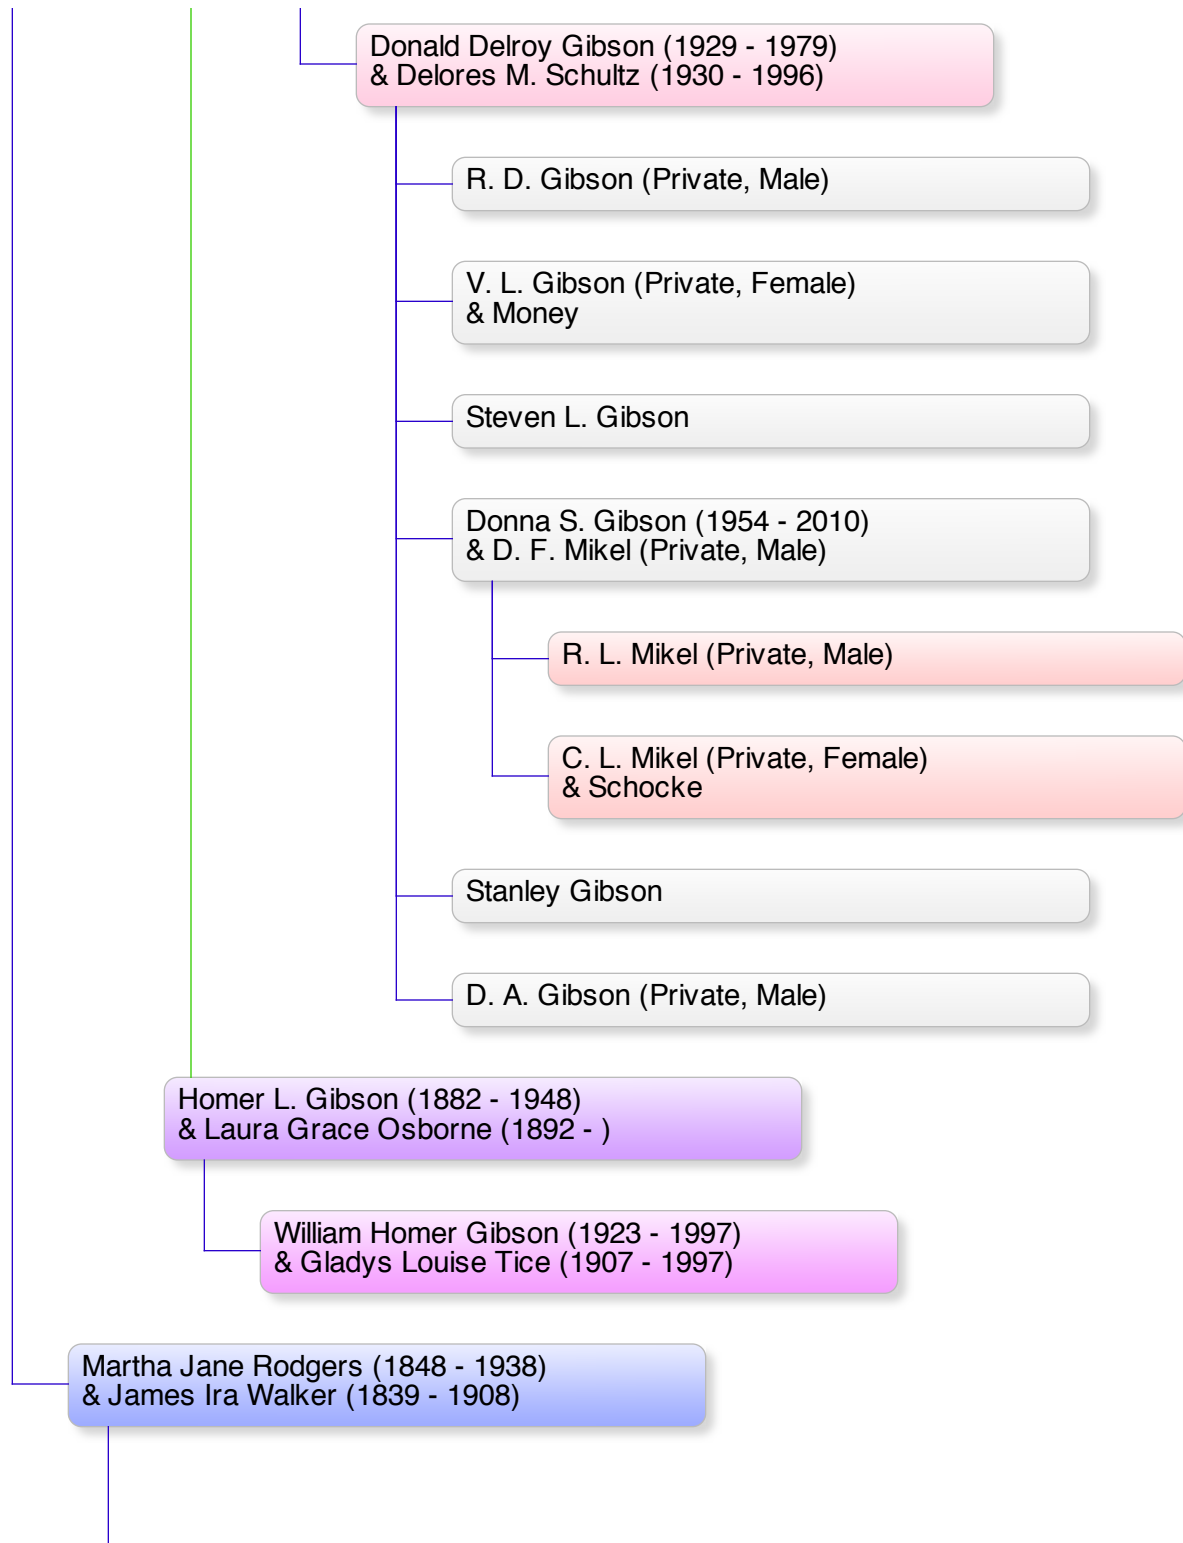 Donald Delroy Gibson (1929 - 1979)
& Delores M. Schultz (1930 - 1996)
R. D. Gibson (Private, Male)
V. L. Gibson (Private, Female)
& Money
Steven L. Gibson
Donna S. Gibson (1954 - 2010)
& D. F. Mikel (Private, Male)
R. L. Mikel (Private, Male)
C. L. Mikel (Private, Female)
& Schocke
Stanley Gibson
D. A. Gibson (Private, Male)
Homer L. Gibson (1882 - 1948)
& Laura Grace Osborne (1892 - )
William Homer Gibson (1923 - 1997)
& Gladys Louise Tice (1907 - 1997)
Martha Jane Rodgers (1848 - 1938)
& James Ira Walker (1839 - 1908)